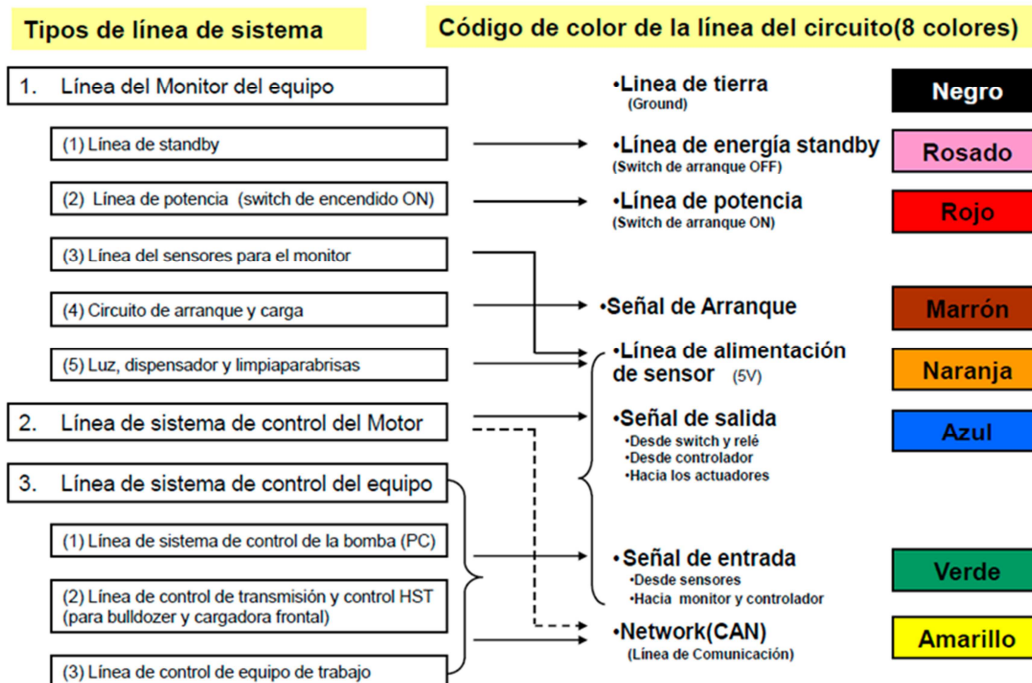 Tipos de línea de sistema
Código de color de la línea del circuito(8 colores)
1. Línea del Monitor del equipo
(1) Línea de standby
(2) Línea de potencia (switch de encendido ON)
(3) Línea del sensores para el monitor
(4) Circuito de arranque y carga
(5) Luz, dispensador y limpiaparabrisas
2. Línea de sistema de control del Motor
3. Línea de sistema de control del equipo
(1) Línea de sistema de control de la bomba (PC)
(2) Línea de control de transmisión y control HST
(para bulldozer y cargadora frontal)
(3) Línea de control de equipo de trabajo
•Linea de tierra
(Ground)
Negro
•Línea de energía standby
(Switch de arranque OFF)
Rosado
•Línea de potencia
(Switch de arranque ON)
Rojo
•Señal de Arranque
Marrón
•Línea de alimentación
de sensor (5V)
Naranja
•Señal de salida
•Desde switch y relé
•Desde controlador
•Hacia los actuadores
Azul
•Señal de entrada
•Desde sensores
•Hacia monitor y controlador
Verde
•Network(CAN)
(Línea de Comunicación)
Amarillo